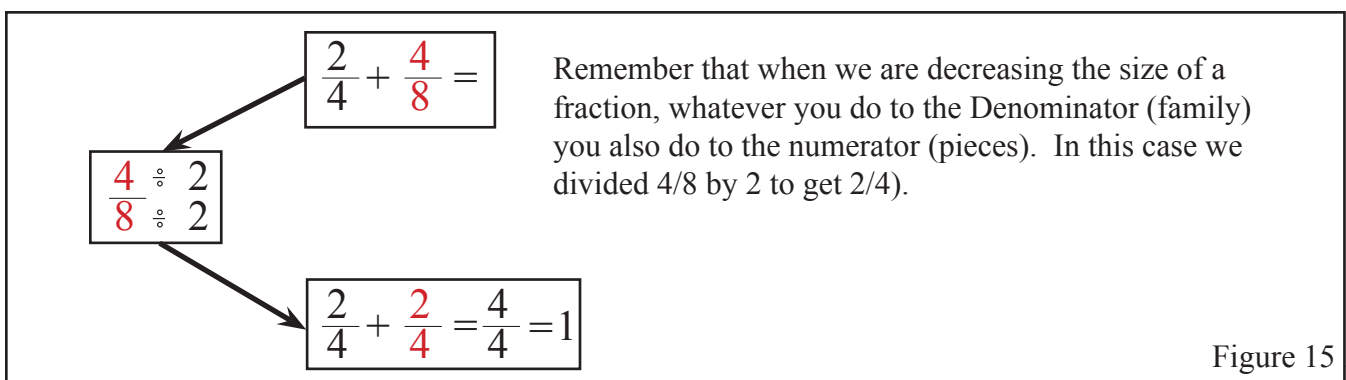 2/4 + 4/8 =
Remember that when we are decreasing the size of a
fraction, whatever you do to the Denominator (family)
you also do to the numerator (pieces).  In this case we
divided 4/8 by 2 to get 2/4).
4 ÷ 2
8 ÷ 2
2/4 + 2/4 = 4/4 = 1
Figure 15